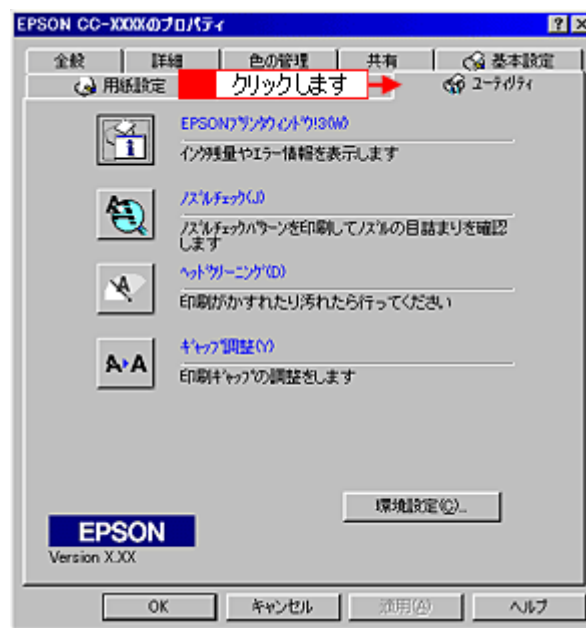 EPSON CC-XXXXのプロパティ
全般
詳細
色の管理
共有
基本設定
用紙設定
クリックします
ユーティリティ
EPSONプリンタウィンドウ!3(W)
インク残量やエラー情報を表示します
ノズルチェック(J)
ノズルチェックパターンを印刷してノズルの目詰まりを確認
します
ヘッドクリーニング(D)
印刷がかすれたり汚れたら行ってください
ギャップ調整(Y)
印刷ギャップの調整をします
環境設定(C)...
EPSON
Version X.XX
OK
キャンセル
適用(A)
ヘルプ